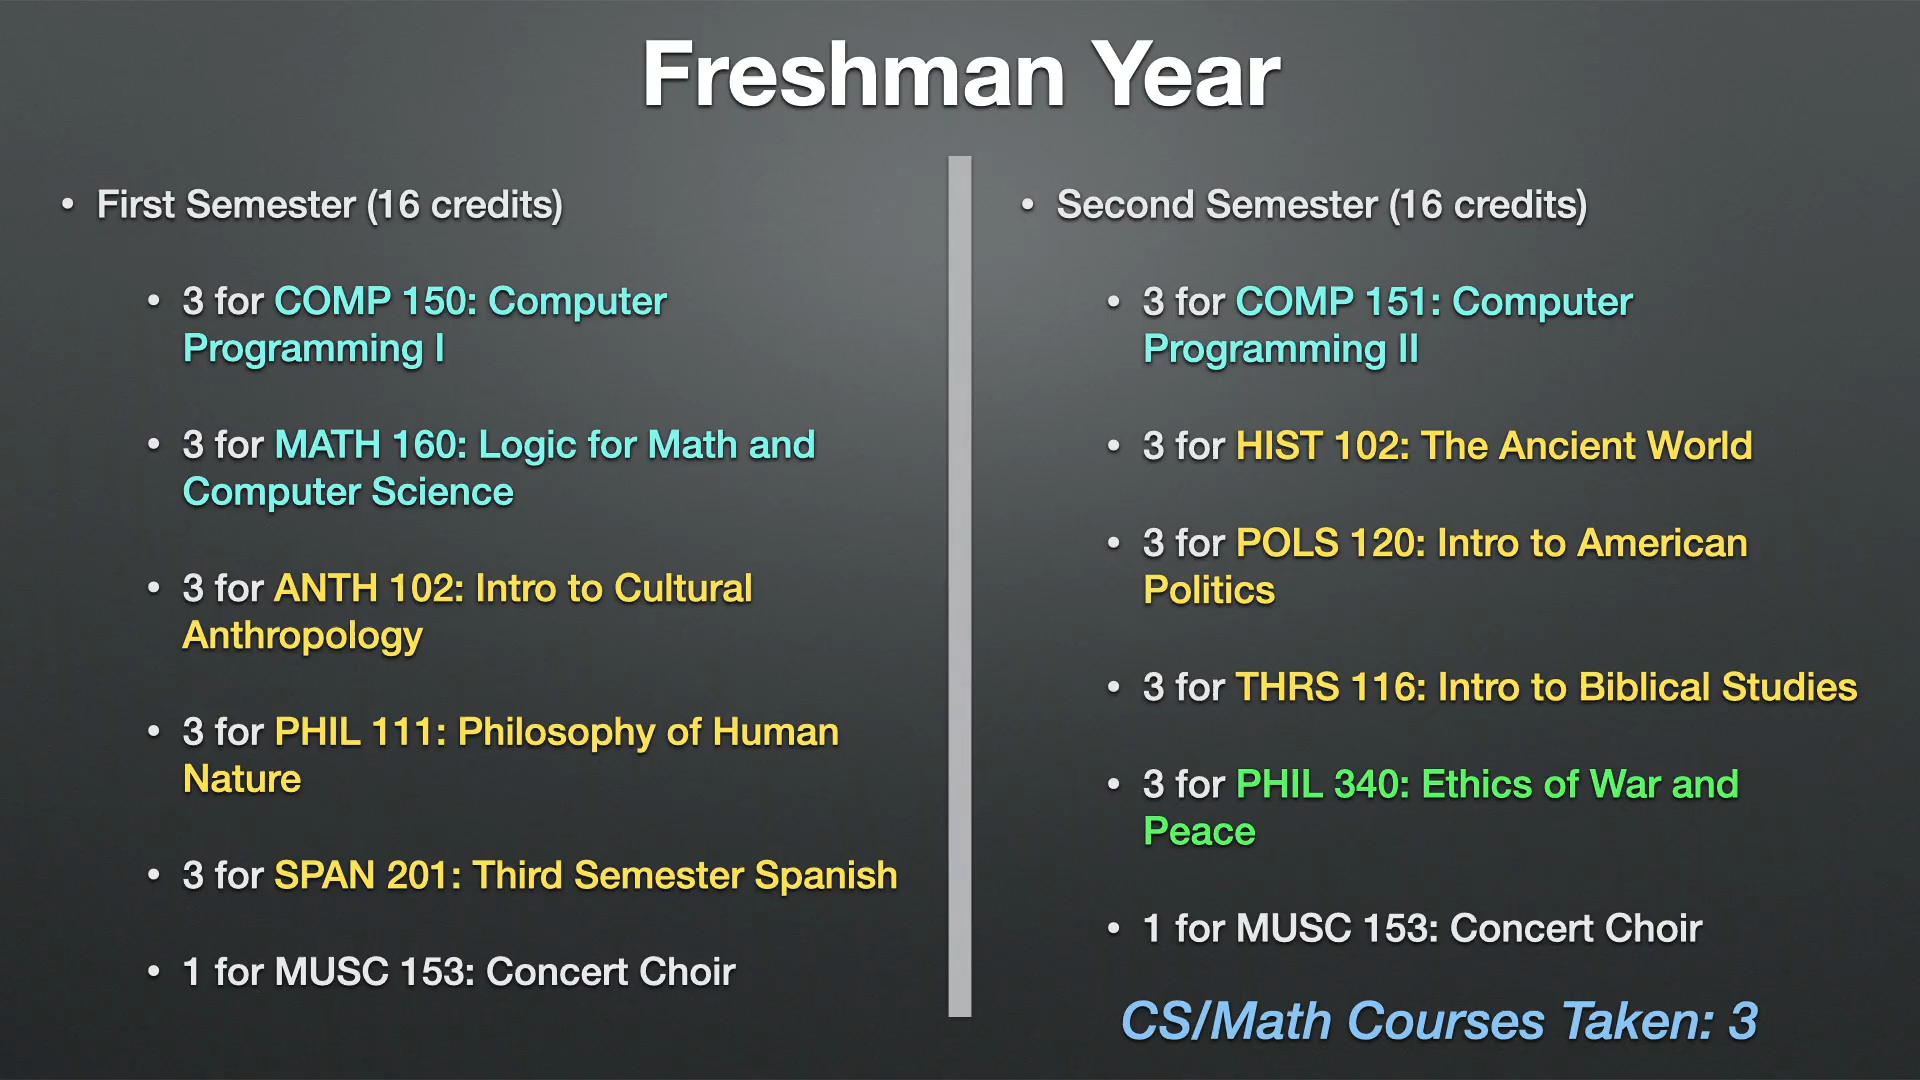 Freshman Year
• First Semester (16 credits)
• 3 for COMP 150: Computer
Programming I
• 3 for MATH 160: Logic for Math and
Computer Science
• 3 for ANTH 102: Intro to Cultural
Anthropology
• 3 for PHIL 111: Philosophy of Human
Nature
• 3 for SPAN 201: Third Semester Spanish
• 1 for MUSC 153: Concert Choir
• Second Semester (16 credits)
• 3 for COMP 151: Computer
Programming II
• 3 for HIST 102: The Ancient World
• 3 for POLS 120: Intro to American
Politics
• 3 for THRS 116: Intro to Biblical Studies
• 3 for PHIL 340: Ethics of War and
Peace
• 1 for MUSC 153: Concert Choir
CS/Math Courses Taken: 3